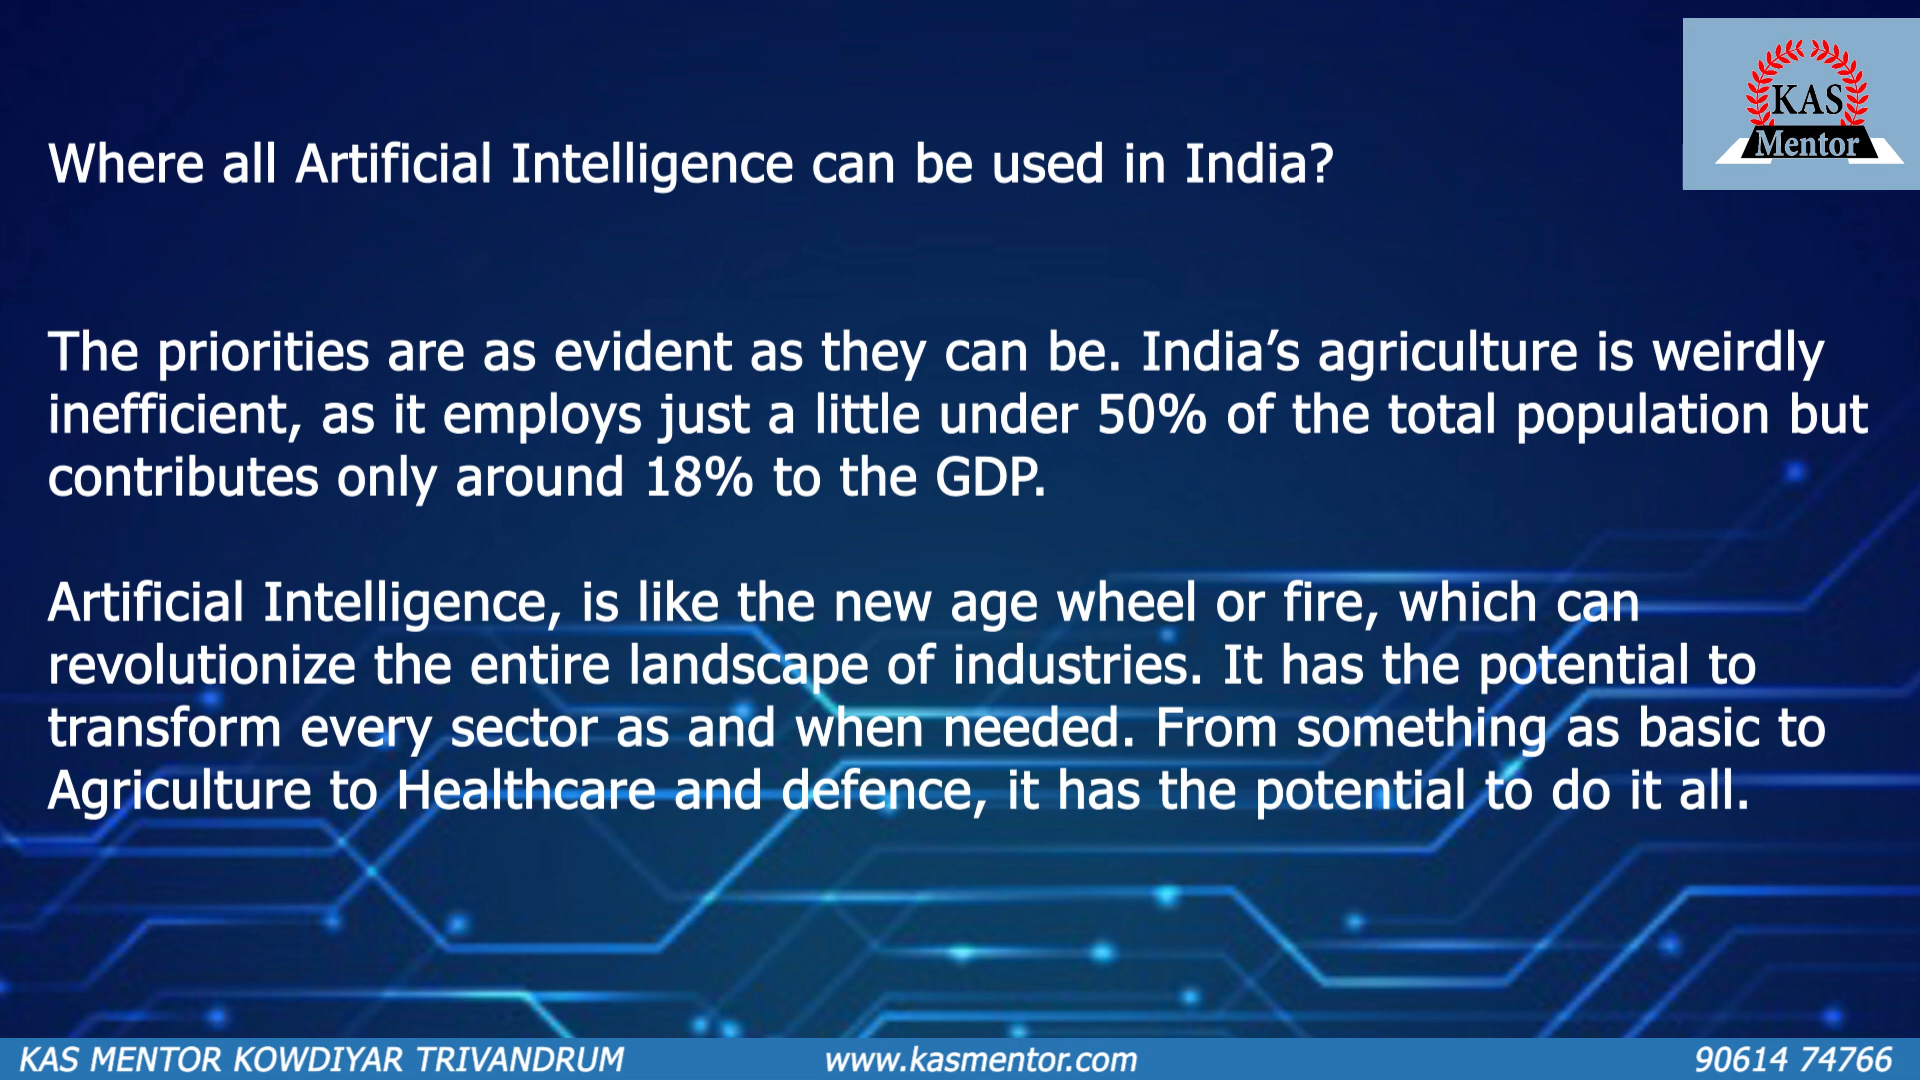 KAS
Mentor
Where all Artificial Intelligence can be used in India?
The priorities are as evident as they can be. India’s agriculture is weirdly
inefficient, as it employs just a little under 50% of the total population but
contributes only around 18% to the GDP.
Artificial Intelligence, is like the new age wheel or fire, which can
revolutionize the entire landscape of industries. It has the potential to
transform every sector as and when needed. From something as basic to
Agriculture to Healthcare and defence, it has the potential to do it all.
KAS MENTOR KOWDIYAR TRIVANDRUM
www.kasmentor.com
90614 74766